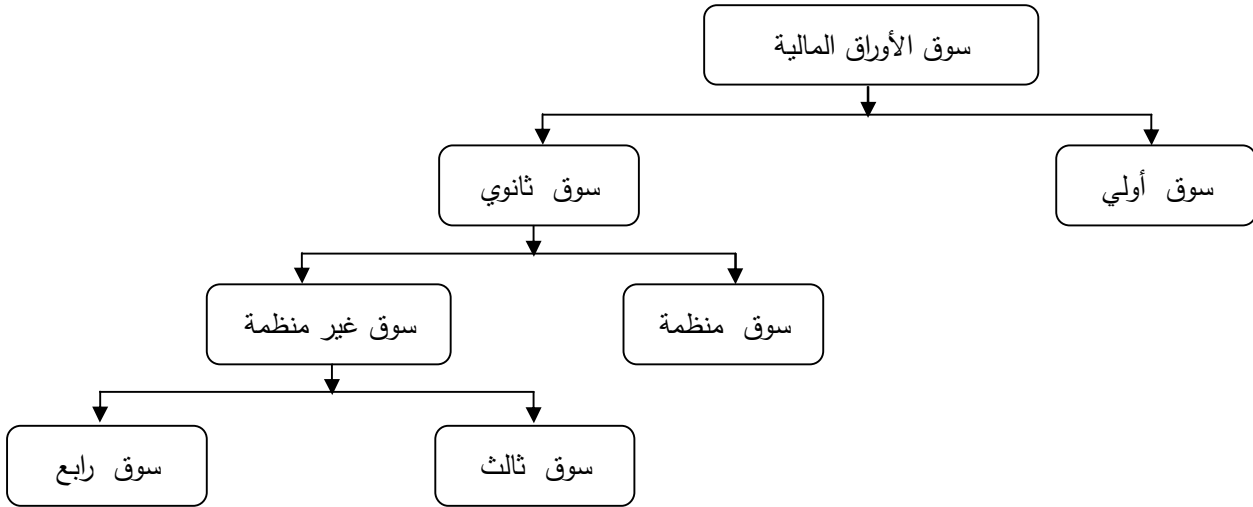 سوق الأوراق المالية
سوق أولي
سوق ثانوي
سوق منظمة
سوق غير منظمة
سوق ثالث
سوق رابع